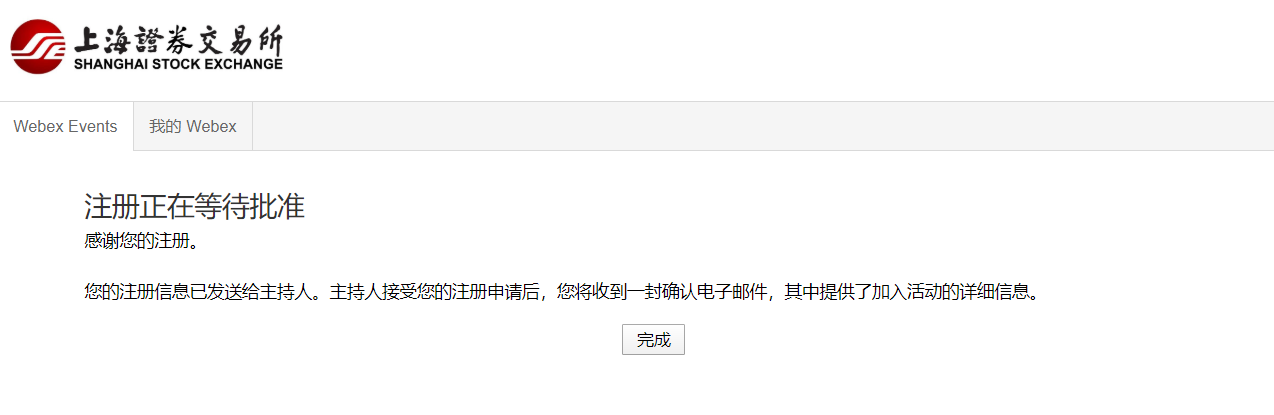 上海證券交易所
SHANGHAI STOCK EXCHANGE
Webex Events 我的 Webex
注册正在等待批准
感谢您的注册。
您的注册信息已发送给主持人。主持人接受您的注册申请后，您将收到一封确认电子邮件，其中提供了加入活动的详细信息。
完成